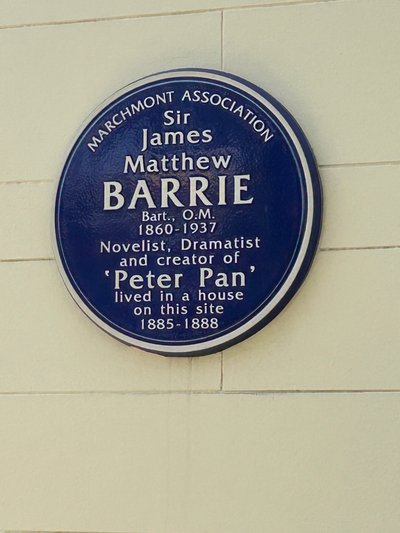 MARCHMONT ASSOCIATION
Sir
James
Matthew
BARRIE
Bart., O.M.
1860-1937
Novelist, Dramatist
and creator of
'Peter Pan'
lived in a house
on this site
1885-1888